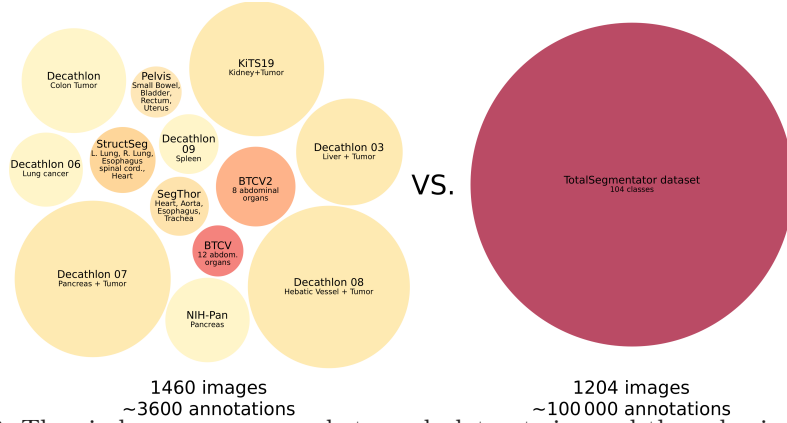 KiTS19
Kidney+Tumor
Decathlon
Colon Tumor
Pelvis
Small Bowel,
Bladder,
Rectum,
Uterus
Decathlon
09
Spleen
StructSeg
L. Lung, R. Lung,
Esophagus
spinal cord.,
Heart
Decathlon 03
Liver + Tumor
Decathlon 06
Lung cancer
BTCV2
8 abdominal
organs
SegThor
Heart, Aorta,
Esophagus,
Trachea
BTCV
12 abdom.
organs
Decathlon 07
Pancreas + Tumor
Decathlon 08
Hebatic Vessel + Tumor
NIH-Pan
Pancreas
1460 images
~3600 annotations
VS.
TotalSegmentator dataset
104 classes
1204 images
~100 000 annotations